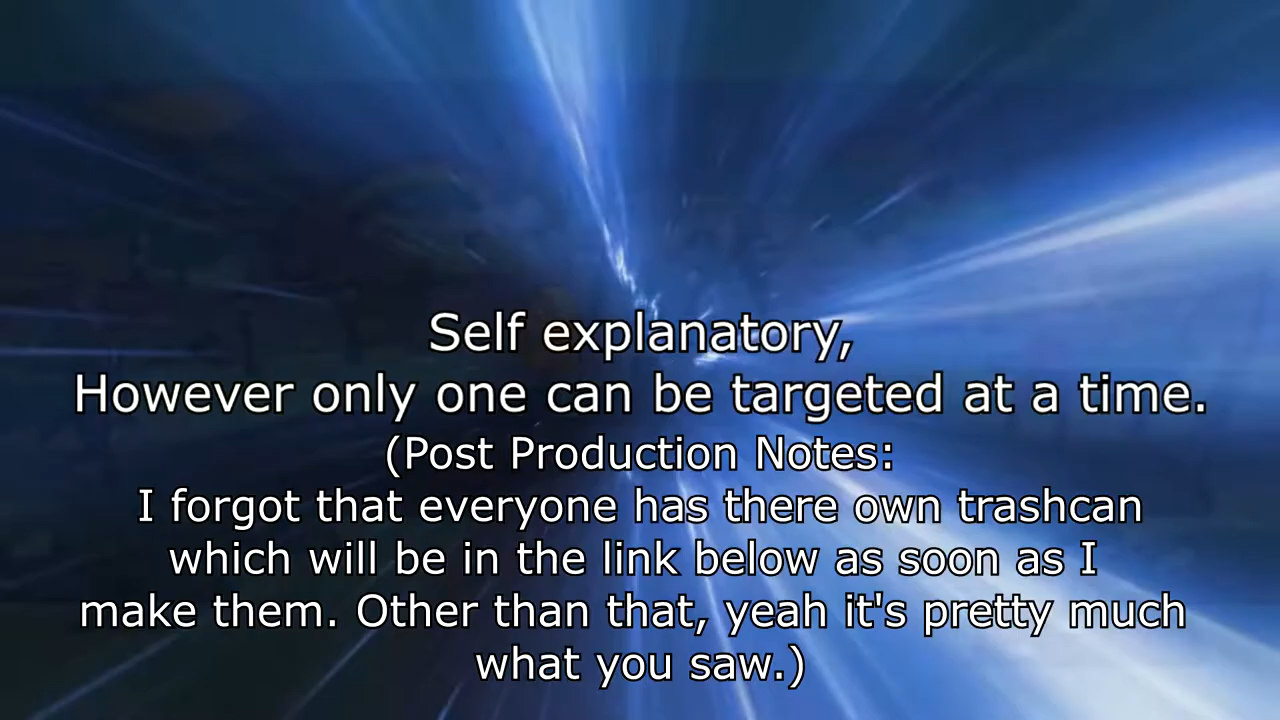 Self explanatory,
However only one can be targeted at a time.
(Post Production Notes:
I forgot that everyone has there own trashcan
which will be in the link below as soon as I
make them. Other than that, yeah it's pretty much
what you saw.)